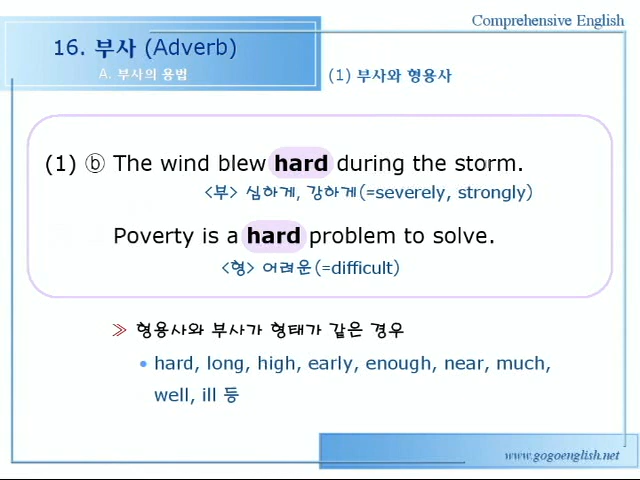 Comprehensive English
16. 부사 (Adverb)
A. 부사의 용법
(1) 부사와 형용사
(1) ⓑ The wind blew hard during the storm.
<부> 심하게, 강하게(=severely, strongly)
Poverty is a hard problem to solve.
<형> 어려운(=difficult)
≫ 형용사와 부사가 형태가 같은 경우
• hard, long, high, early, enough, near, much,
well, ill 등
www.gogoenglish.net